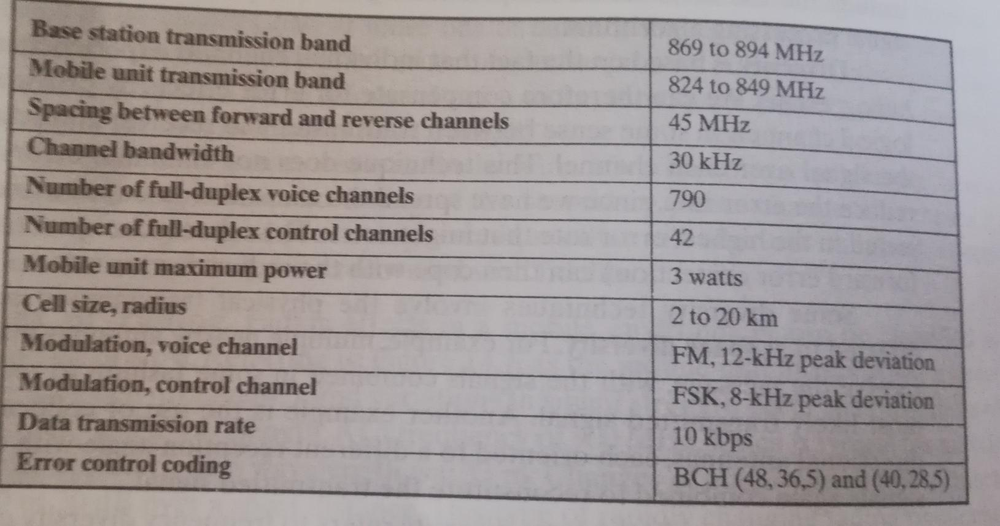 Base station transmission band 869 to 894 MHz
Mobile unit transmission band 824 to 849 MHz
Spacing between forward and reverse channels 45 MHz
Channel bandwidth 30 kHz
Number of full-duplex voice channels 790
Number of full-duplex control channels 42
Mobile unit maximum power 3 watts
Cell size, radius 2 to 20 km
Modulation, voice channel FM, 12-kHz peak deviation
Modulation, control channel FSK, 8-kHz peak deviation
Data transmission rate 10 kbps
Error control coding BCH (48, 36,5) and (40, 28,5)